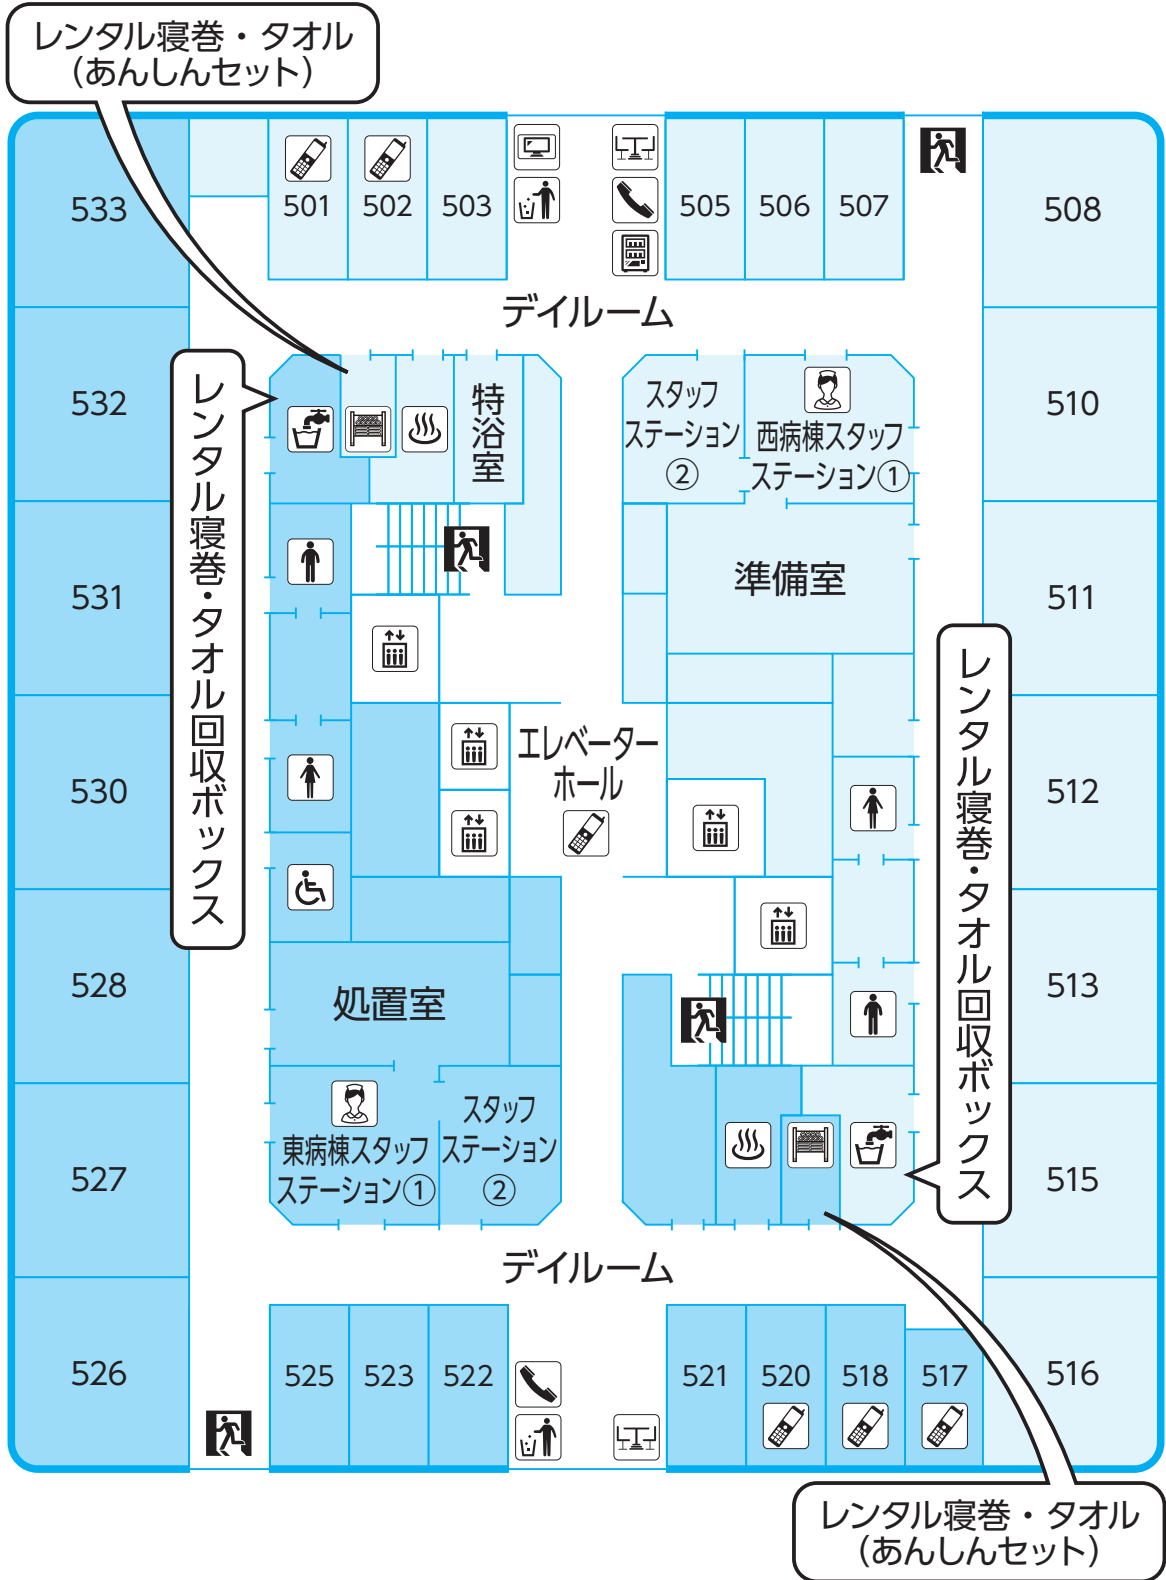 レンタル寝巻・タオル
（あんしんセット）
533
501
502
503
505
506
507
508
デイルーム
532
レンタル寝巻・タオル回収ボックス
特浴室
スタッフ
ステーション
②
西病棟スタッフ
ステーション①
510
531
準備室
511
530
エレベーター
ホール
レンタル寝巻・タオル回収ボックス
512
528
処置室
513
527
東病棟スタッフ
ステーション①
スタッフ
ステーション
②
515
デイルーム
526
525
523
522
521
520
518
517
516
レンタル寝巻・タオル
（あんしんセット）